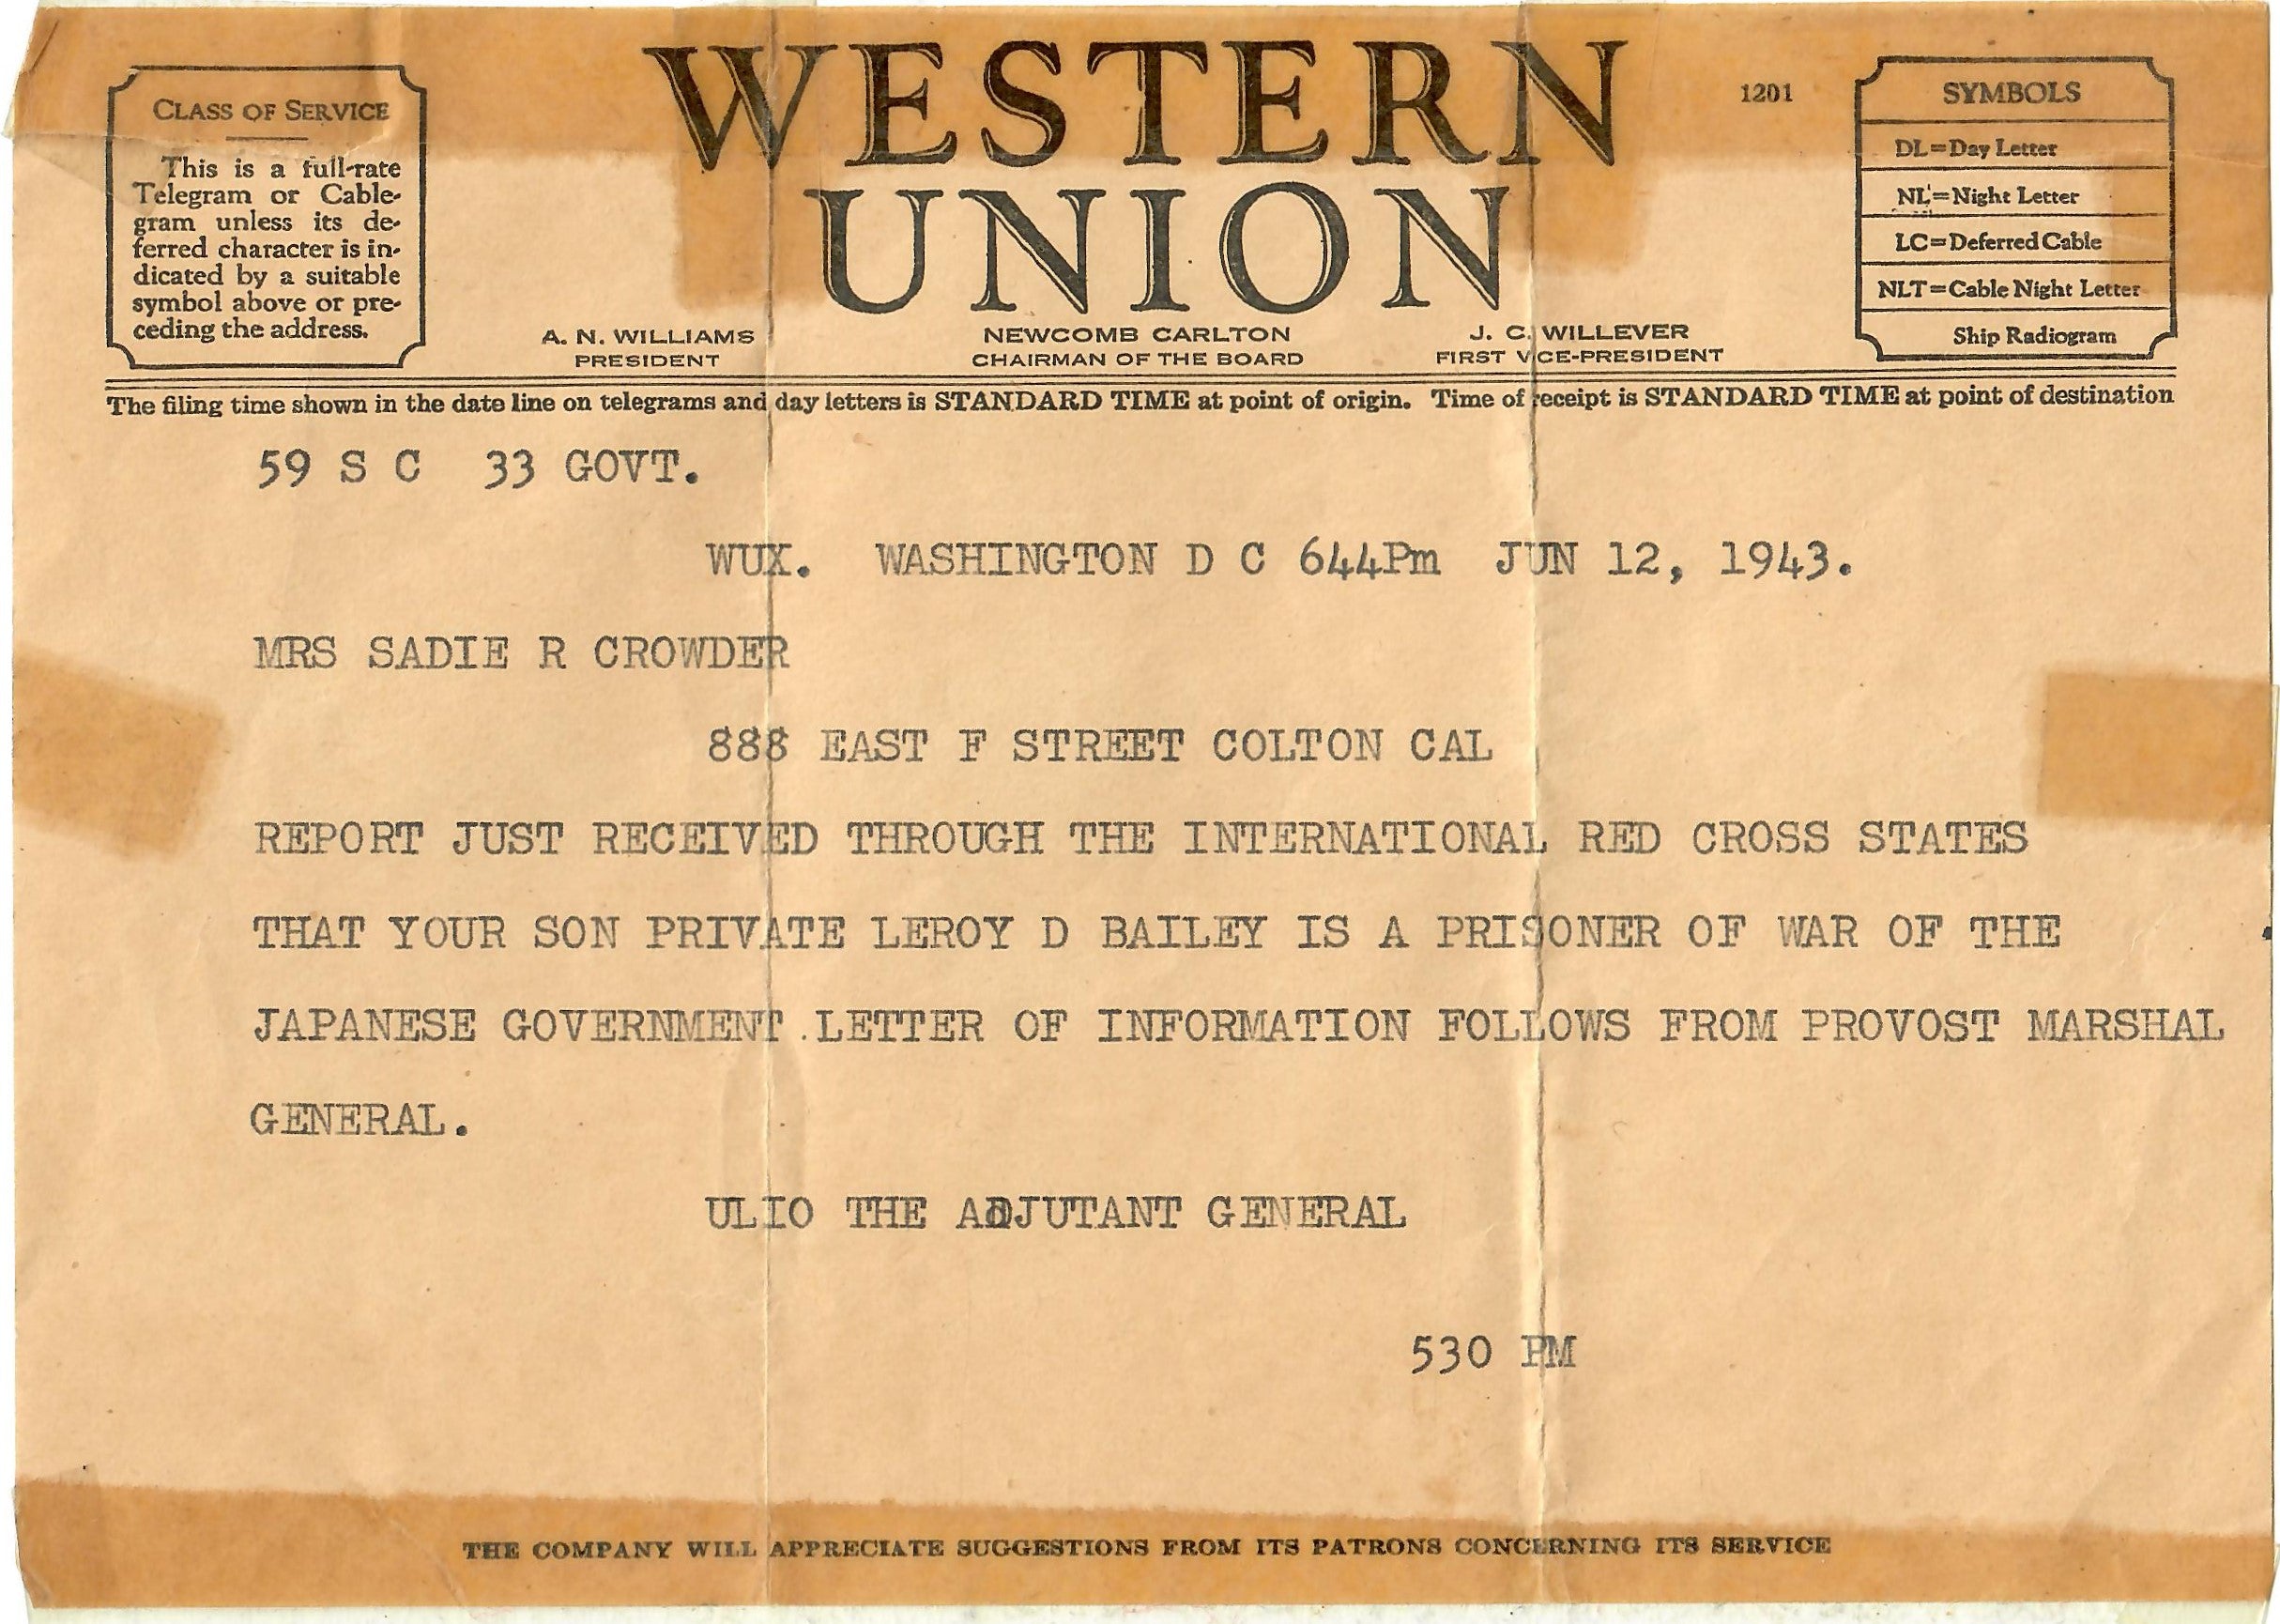 WESTERN
UNION
1201
CLASS OF SERVICE
This is a full-rate
Telegram or Cable-
gram unless its de-
ferred character is in-
dicated by a suitable
symbol above or pre-
ceding the address.
SYMBOLS
DL=Day Letter
NL=Night Letter
LC=Deferred Cable
NLT=Cable Night Letter
Ship Radiogram
A. N. WILLIAMS
PRESIDENT
NEWCOMB CARLTON
CHAIRMAN OF THE BOARD
J. C. WILLEVER
FIRST VICE-PRESIDENT
The filing time shown in the date line on telegrams and day letters is STANDARD TIME at point of origin. Time of receipt is STANDARD TIME at point of destination
59 S C 33 GOVT.
WUX. WASHINGTON D C 644Pm JUN 12, 1943.
MRS SADIE R CROWDER
888 EAST F STREET COLTON CAL
REPORT JUST RECEIVED THROUGH THE INTERNATIONAL RED CROSS STATES
THAT YOUR SON PRIVATE LEROY D BAILEY IS A PRISONER OF WAR OF THE
JAPANESE GOVERNMENT .LETTER OF INFORMATION FOLLOWS FROM PROVOST MARSHAL
GENERAL.
ULIO THE ADJUTANT GENERAL
530 PM
THE COMPANY WILL APPRECIATE SUGGESTIONS FROM ITS PATRONS CONCERNING ITS SERVICE